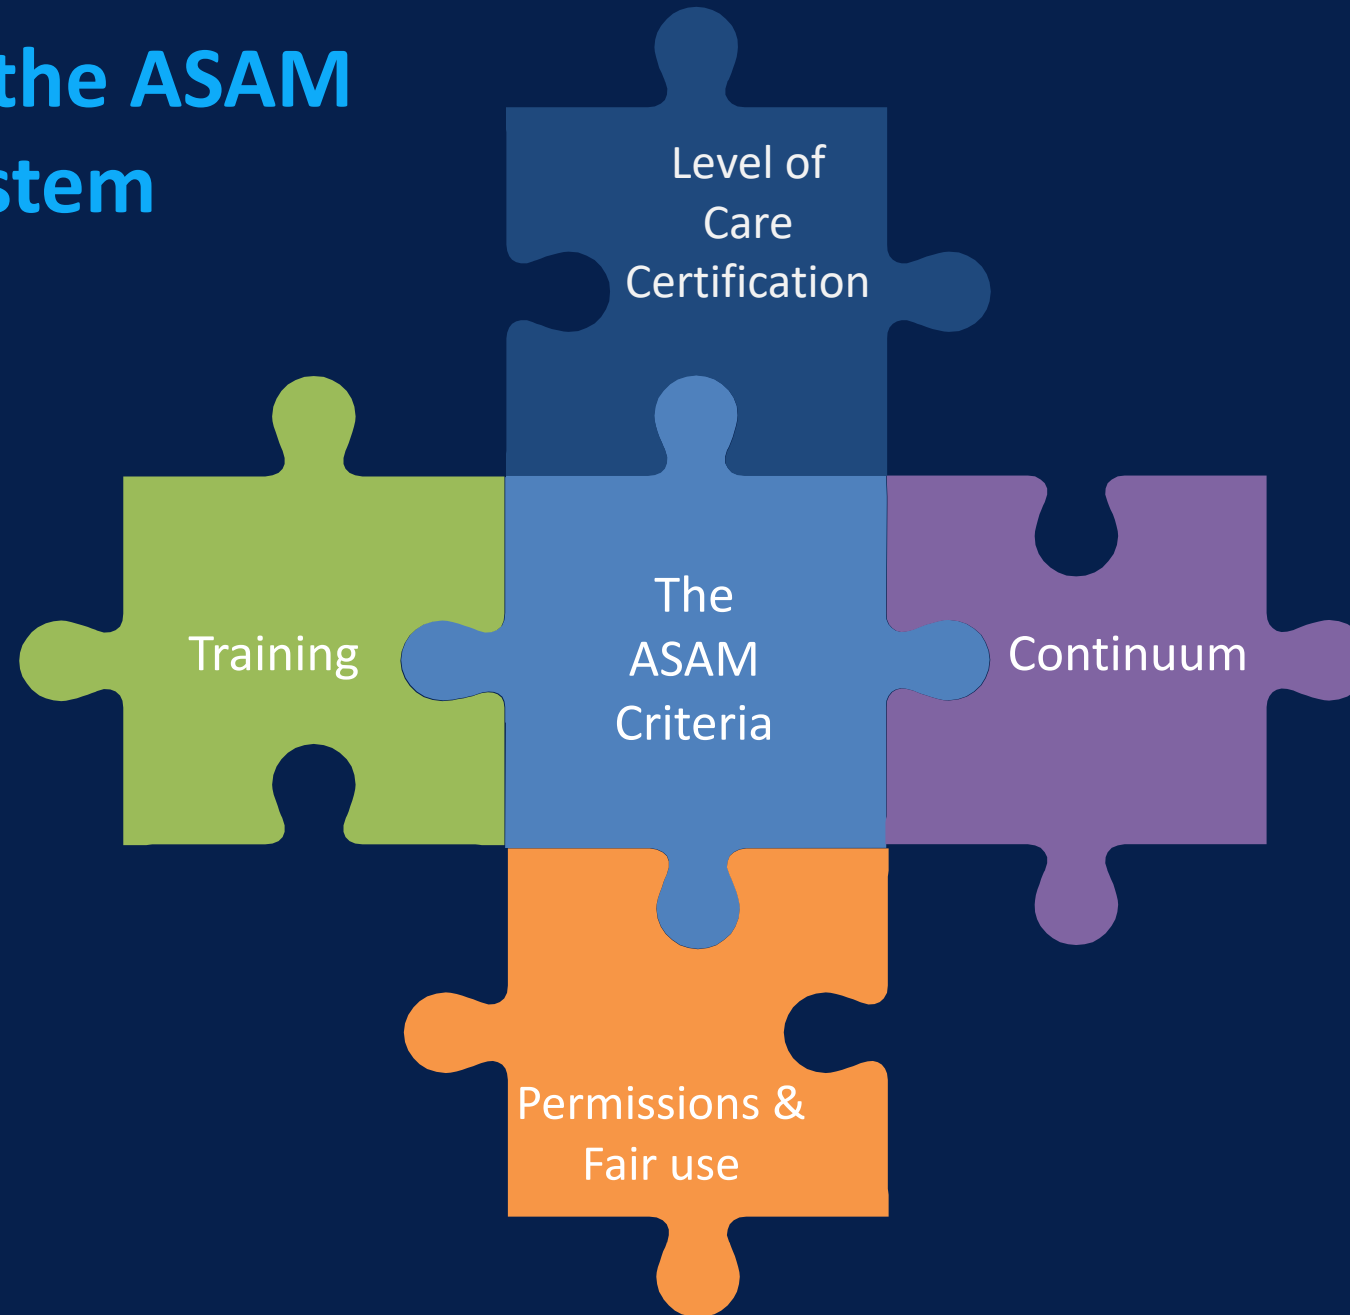 the ASAM
stem
Level of
Care
Certification
Training
The
ASAM
Criteria
Continuum
Permissions &
Fair use